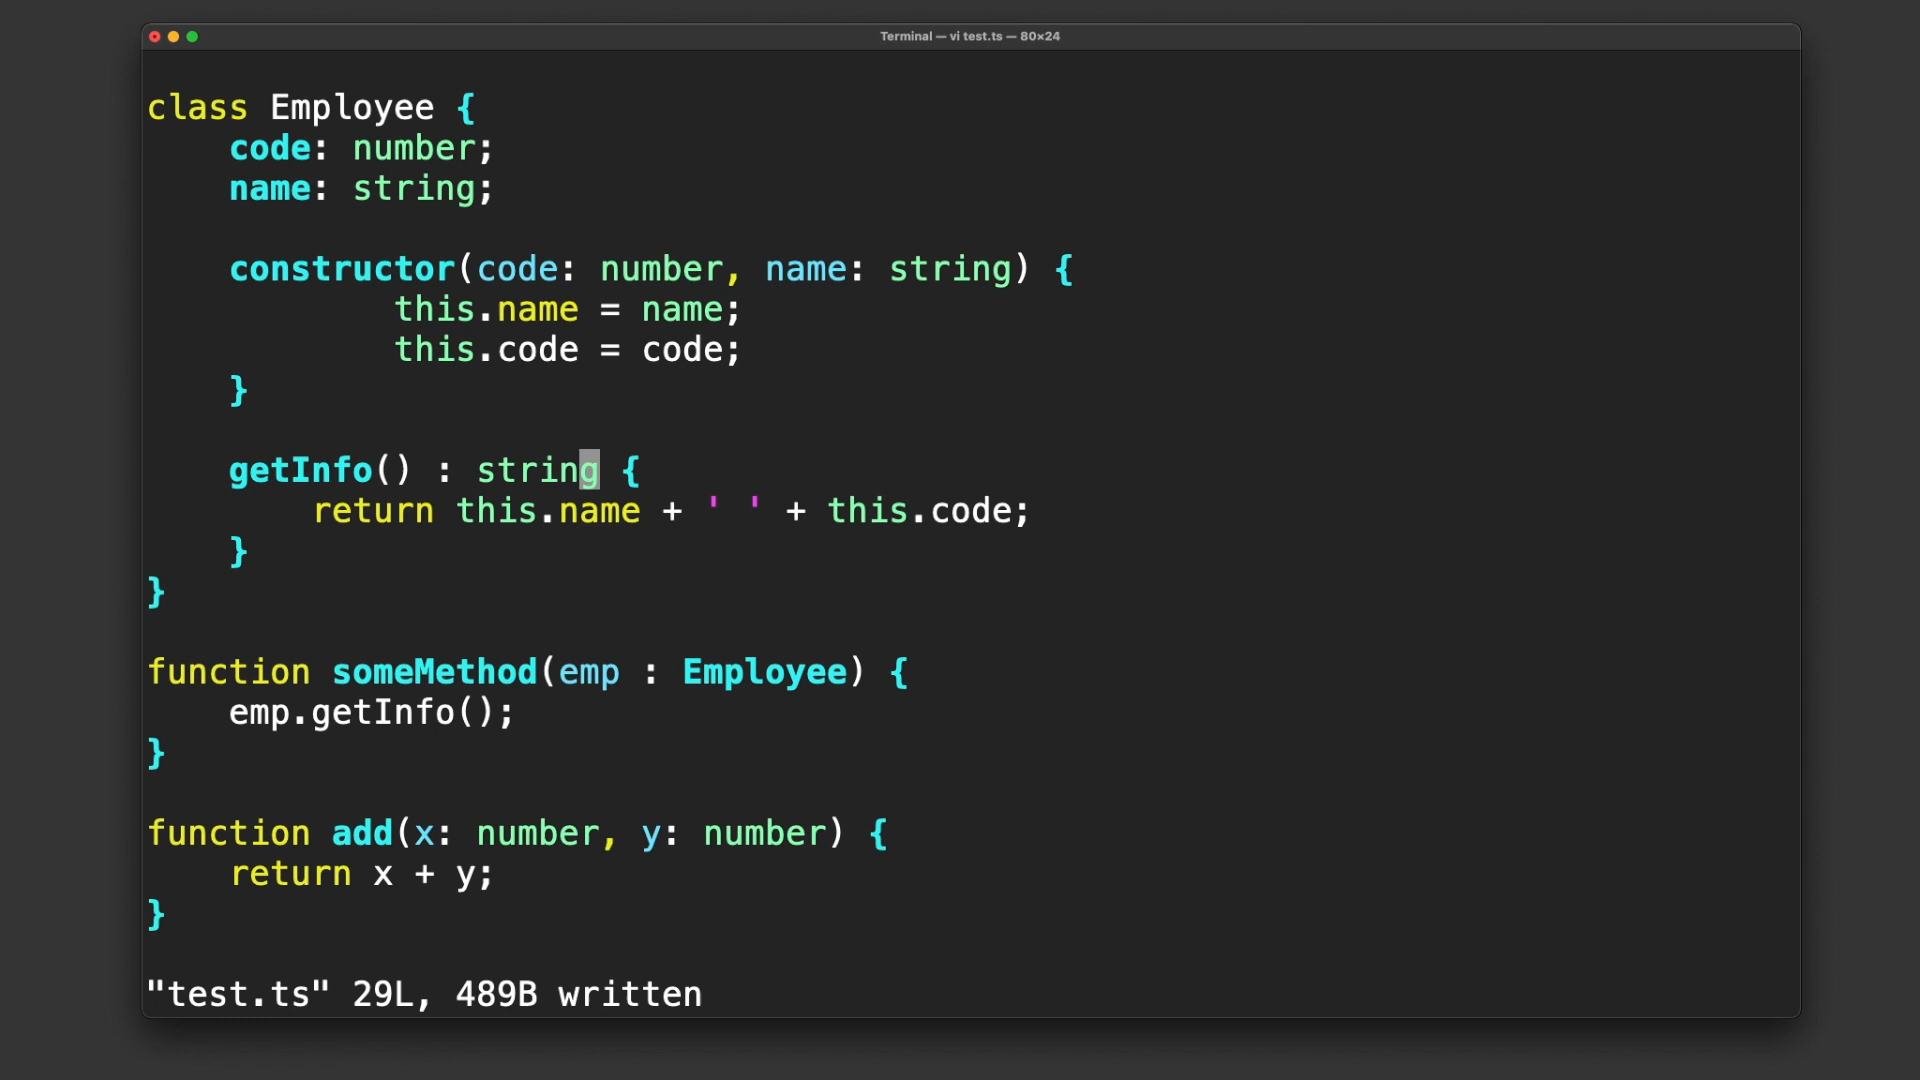 Terminal — vi test.ts — 80×24
class Employee {
    code: number;
    name: string;
    constructor(code: number, name: string) {
            this.name = name;
            this.code = code;
    }
    getInfo() : string {
        return this.name + ' ' + this.code;
    }
}
function someMethod(emp : Employee) {
    emp.getInfo();
}
function add(x: number, y: number) {
    return x + y;
}
"test.ts" 29L, 489B written